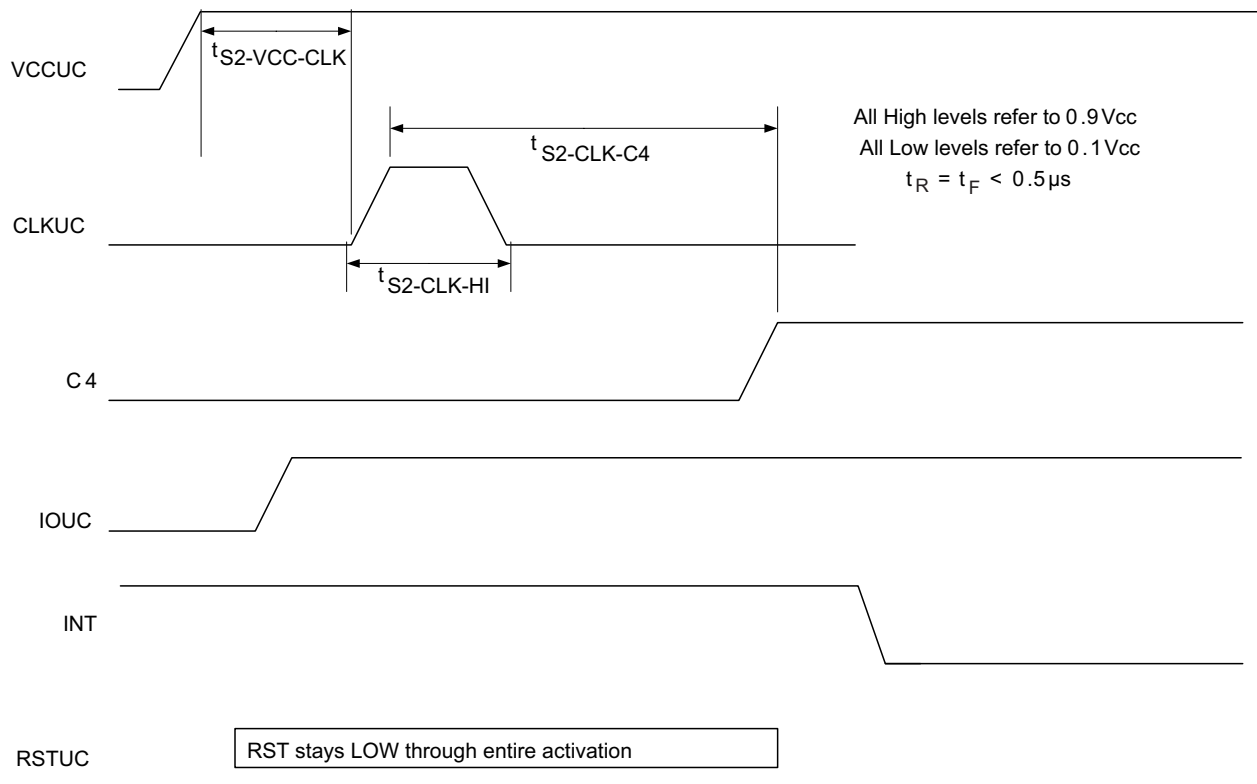 tS2-VCC-CLK
VCCUC
All High levels refer to 0.9Vcc
All Low levels refer to 0.1Vcc
tR = tF < 0.5µs
tS2-CLK-C4
CLKUC
tS2-CLK-HI
C4
IOUC
INT
RSTUC
RST stays LOW through entire activation